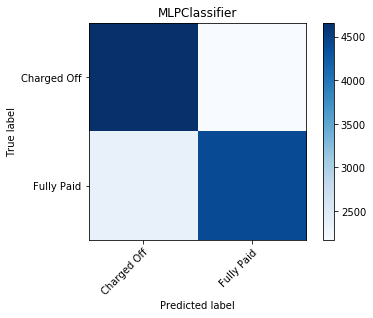 MLPClassifier
Charged Off
Fully Paid
True label
Charged Off
Fully Paid
Predicted label
4500
4000
3500
3000
2500